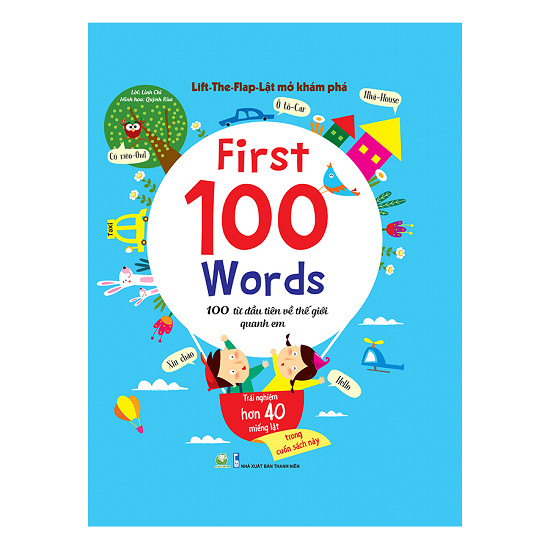 Lift-The-Flap-Lật mở khám phá
Lời: Linh Chi
Minh họa: Quỳnh Rùa
Ô tô-Car
Nhà-House
Cú mèo-Owl
First
100
Words
Taxi
100 từ đầu tiên về thế giới
quanh em
Xin chào
Hello
Trải nghiệm
hơn 40
miếng lật
trong
cuốn sách này
NHÀ XUẤT BẢN THANH NIÊN